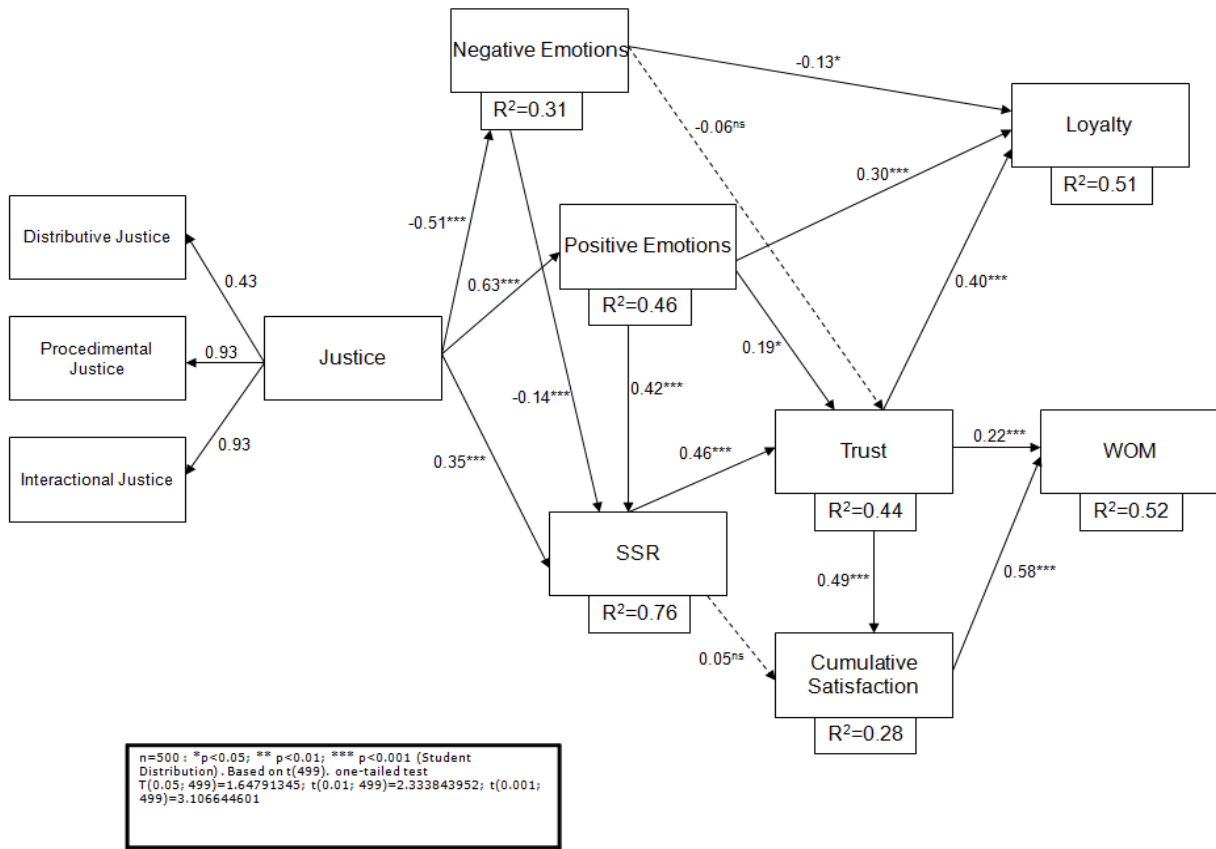 Negative Emotions
R²=0.31
-0.13*
Loyalty
R²=0.51
-0.06ⁿˢ
0.30***
Distributive Justice
-0.51***
Positive Emotions
R²=0.46
0.43
0.63***
0.40***
Procedimental
Justice
0.93
Justice
0.19*
0.42***
-0.14***
Interactional Justice
0.93
0.35***
0.46***
Trust
R²=0.44
0.22***
WOM
R²=0.52
SSR
R²=0.76
0.49***
0.58***
0.05ⁿˢ
Cumulative
Satisfaction
R²=0.28
n=500 : *p<0.05; ** p<0.01; *** p<0.001 (Student
Distribution). Based on t(499). one-tailed test
T(0.05; 499)=1.64791345; t(0.01; 499)=2.333843952; t(0.001;
499)=3.106644601